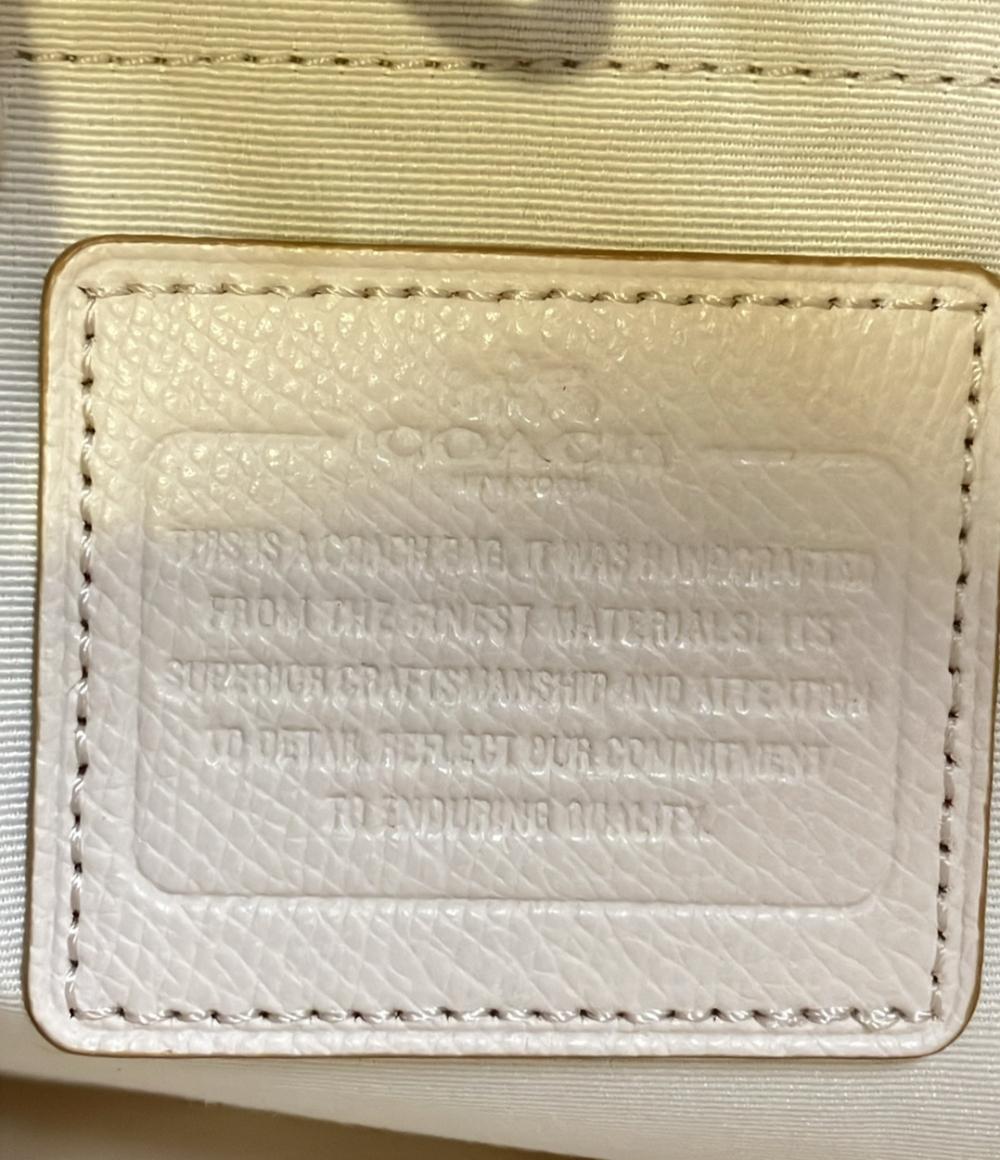 COACH
THIS IS A COACH BAG. IT WAS HANDCRAFTED
FROM THE FINEST MATERIALS. ITS
SUPERIOR CRAFTSMANSHIP AND ATTENTION
TO DETAIL REFLECT OUR COMMITMENT
TO ENDURING QUALITY.